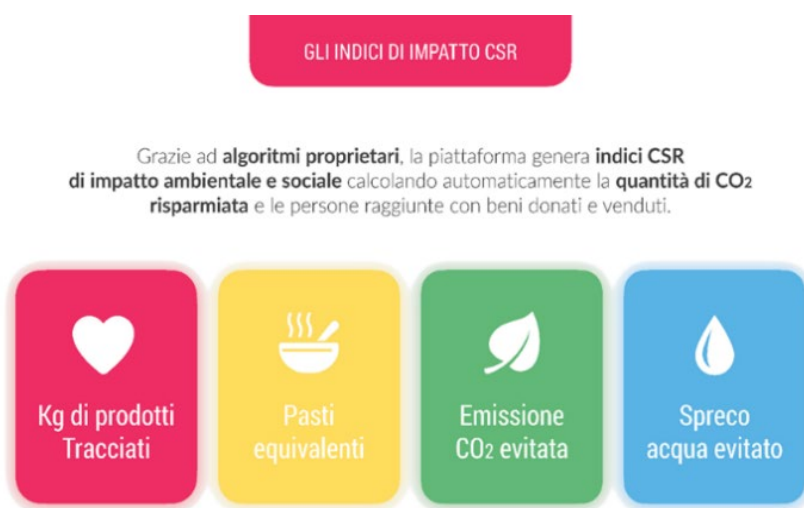 GLI INDICI DI IMPATTO CSR
Grazie ad algoritmi proprietari, la piattaforma genera indici CSR
di impatto ambientale e sociale calcolando automaticamente la quantità di CO2
risparmiata e le persone raggiunte con beni donati e venduti.
Kg di prodotti
Tracciati
Pasti
equivalenti
Emissione
CO2 evitata
Spreco
acqua evitato